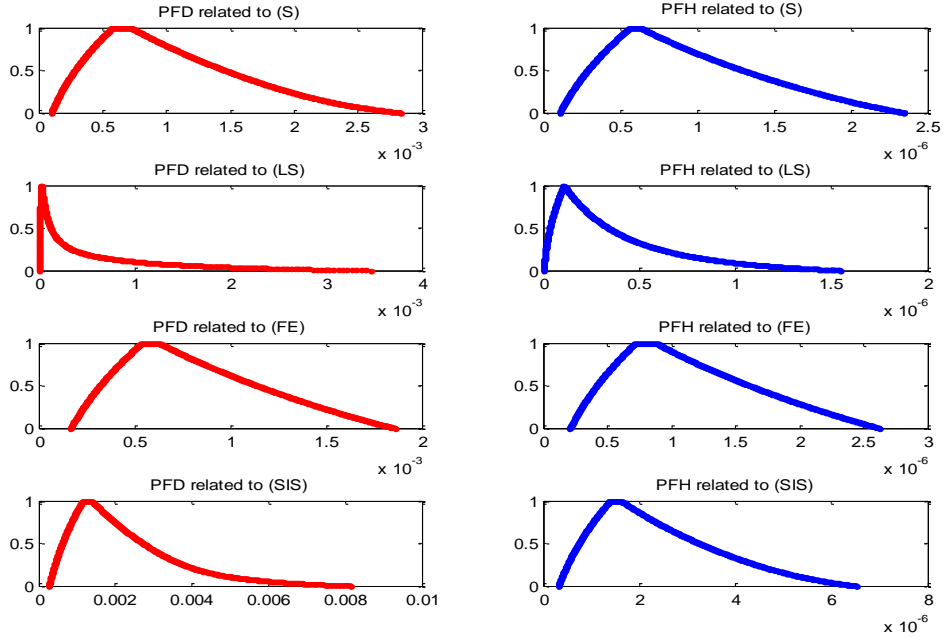 PFD related to (S)
1
0.5
0
0 0.5 1 1.5 2 2.5 3
x 10^-3
PFH related to (S)
1
0.5
0
0 0.5 1 1.5 2 2.5
x 10^-6
PFD related to (LS)
1
0.5
0
0 1 2 3 4
x 10^-3
PFH related to (LS)
1
0.5
0
0 0.5 1 1.5 2
x 10^-6
PFD related to (FE)
1
0.5
0
0 0.5 1 1.5 2
x 10^-3
PFH related to (FE)
1
0.5
0
0 0.5 1 1.5 2 2.5 3
x 10^-6
PFD related to (SIS)
1
0.5
0
0 0.002 0.004 0.006 0.008 0.01
PFH related to (SIS)
1
0.5
0
0 2 4 6 8
x 10^-6